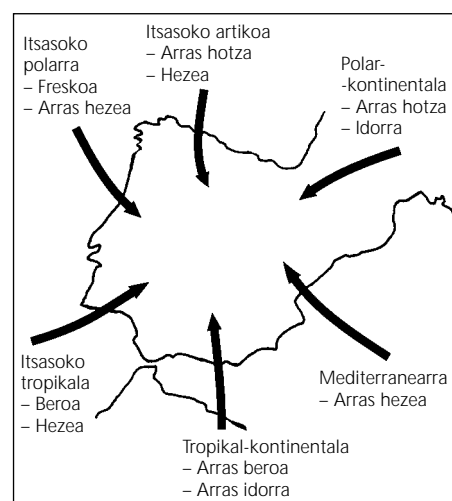 Itsasoko
polarra
– Freskoa
– Arras hezea
Itsasoko artikoa
– Arras hotza
– Hezea
Polar-
-kontinentala
– Arras hotza
– Idorra
Itsasoko
tropikala
– Beroa
– Hezea
Tropikal-kontinentala
– Arras beroa
– Arras idorra
Mediterranearra
– Arras hezea